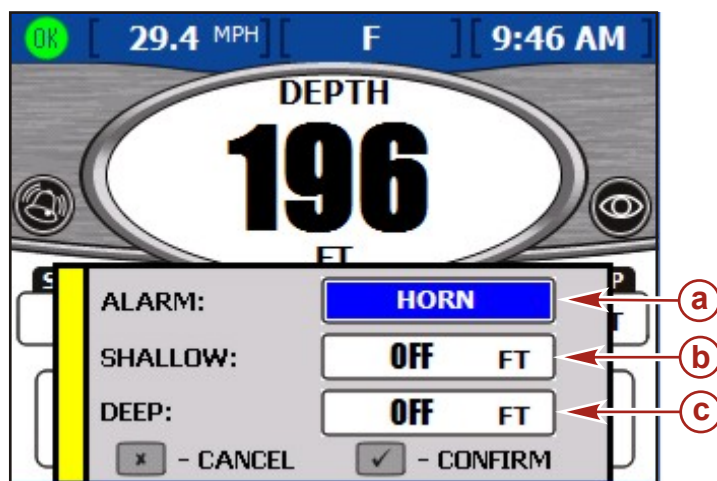 OK [ 29.4 MPH ] [ F ] [ 9:46 AM ]
DEPTH
196
FT
S P
T
ALARM: HORN a
SHALLOW: OFF FT b
DEEP: OFF FT c
x - CANCEL ✓ - CONFIRM